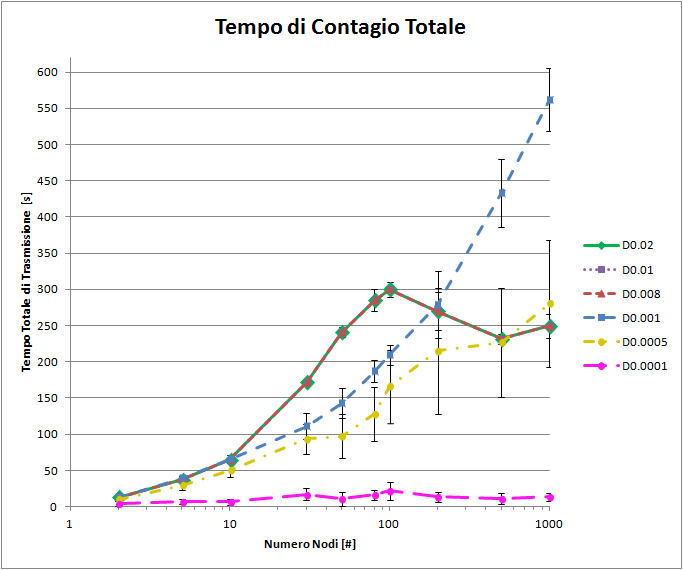 Tempo di Contagio Totale
600
550
500
450
400
350
300
250
200
150
100
50
0
Tempo Totale di Trasmissione [s]
1
10
100
1000
Numero Nodi [#]
D0.02
D0.01
D0.008
D0.001
D0.0005
D0.0001